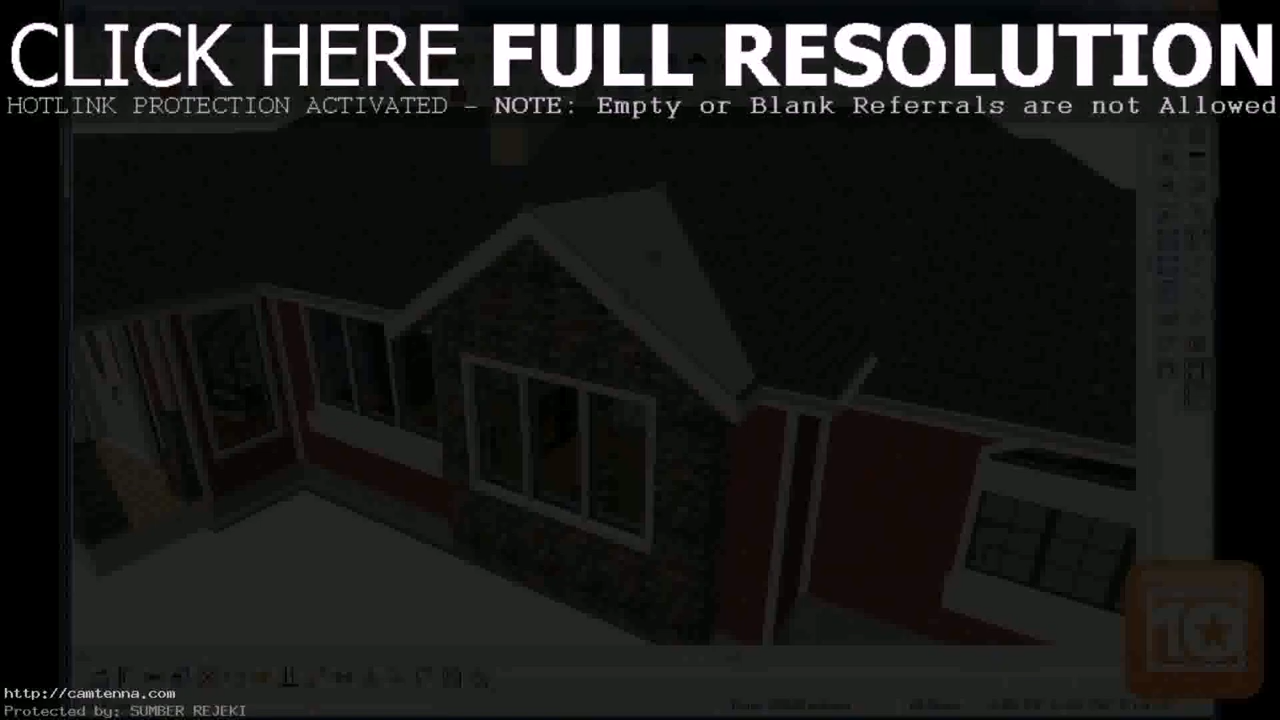 CLICK HERE FULL RESOLUTION
HOTLINK PROTECTION ACTIVATED - NOTE: Empty or Blank Referrals are not Allowed
10
http://camtenna.com
Protected by; SUMBER REJEKI